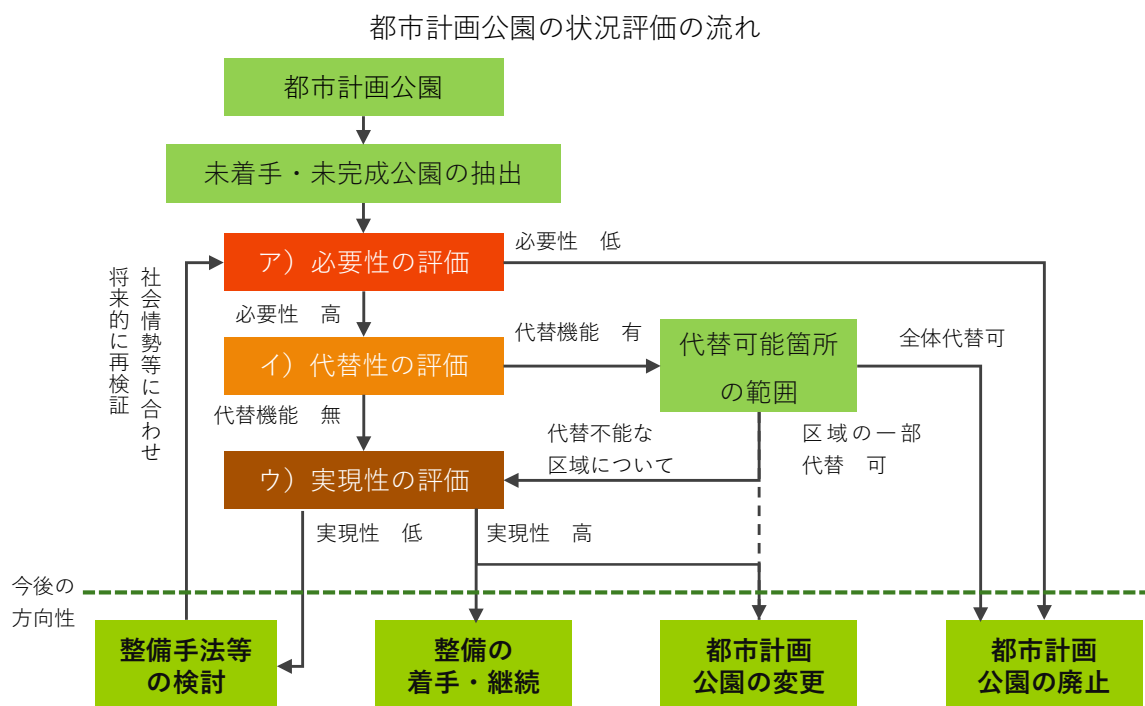 都市計画公園の状況評価の流れ
都市計画公園
未着手・未完成公園の抽出
ア）必要性の評価
必要性　低
必要性　高
社会情勢等に合わせ
将来的に再検証
イ）代替性の評価
代替機能　有
代替可能箇所
の範囲
全体代替可
代替機能　無
代替不能な
区域について
区域の一部
代替　可
ウ）実現性の評価
実現性　低
実現性　高
今後の
方向性
整備手法等
の検討
整備の
着手・継続
都市計画
公園の変更
都市計画
公園の廃止